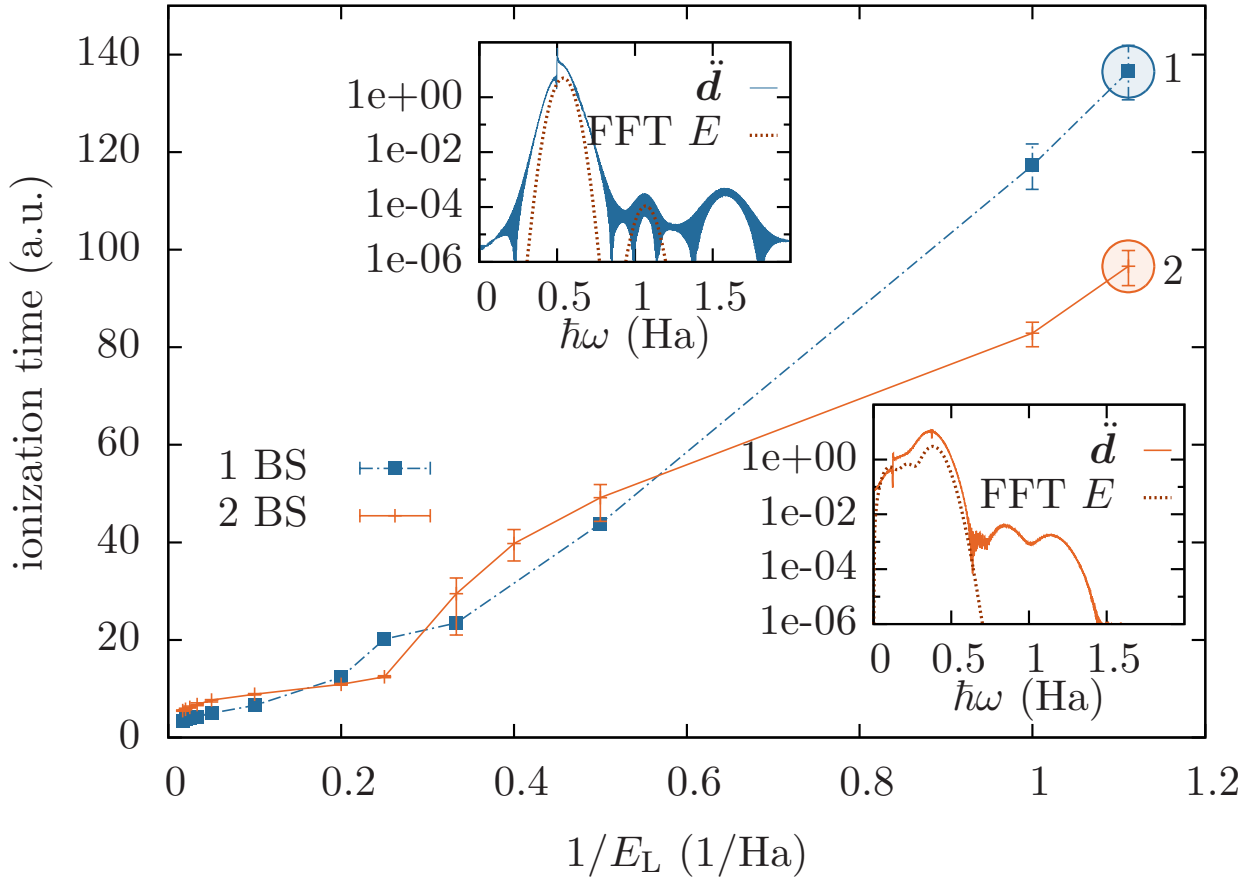 140
120
100
80
60
40
20
0
ionization time (a.u.)
0
0.2
0.4
0.6
0.8
1
1.2
1/E_L (1/Ha)
1 BS
2 BS
1
2
1e+00
1e-02
1e-04
1e-06
0
0.5
1
1.5
ħω (Ha)
d̈
FFT E
1e+00
1e-02
1e-04
1e-06
0
0.5
1
1.5
ħω (Ha)
d̈
FFT E